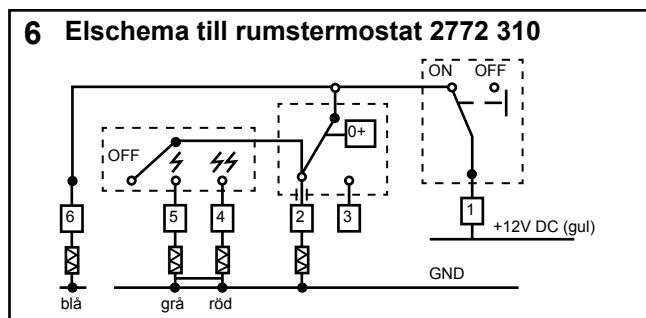 6 Elschema till rumstermostat 2772 310
ON OFF
0+
OFF
6 5 4 2 3 1
+12V DC (gul)
GND
blå grå röd